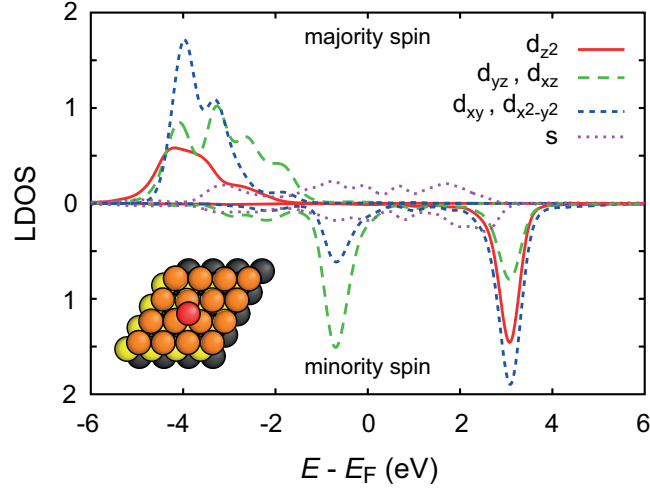 majority spin
d_z2
d_yz , d_xz
d_xy , d_x2-y2
s
LDOS
2
1
0
1
2
minority spin
-6 -4 -2 0 2 4 6
E - E_F (eV)